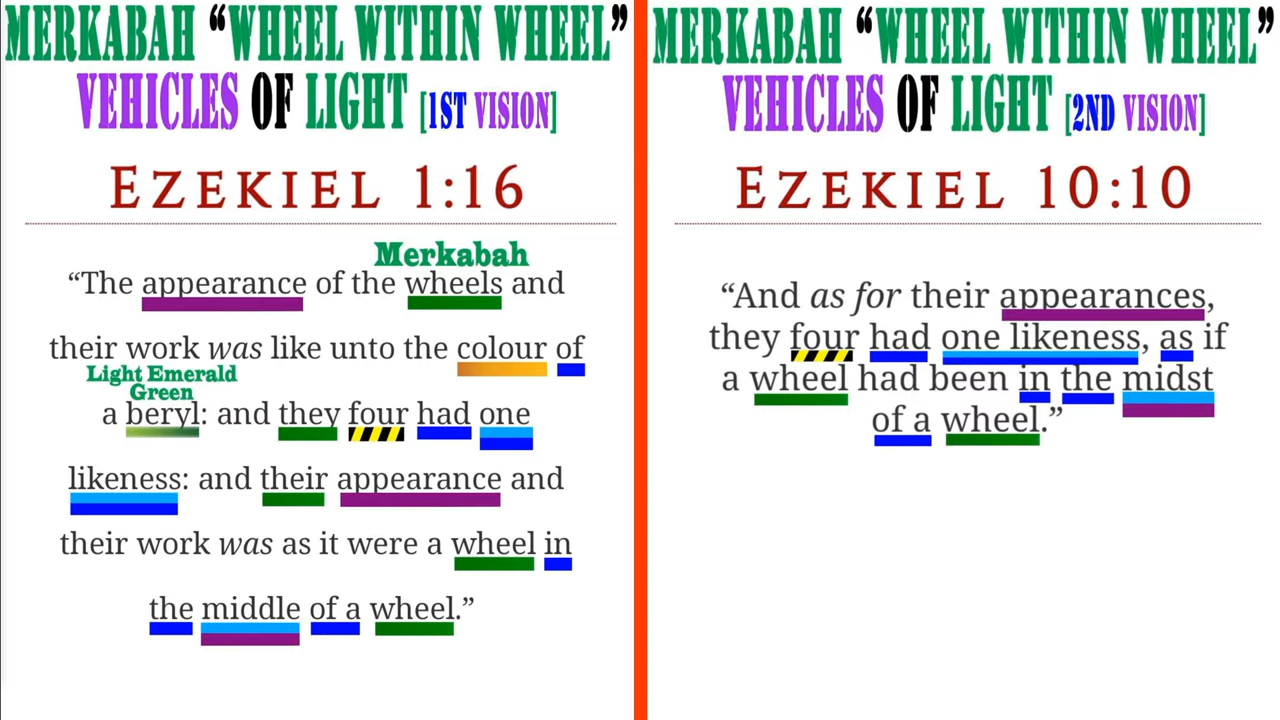 MERKABAH “WHEEL WITHIN WHEEL”
VEHICLES OF LIGHT [1ST VISION]
EZEKIEL 1:16
Merkabah
“The appearance of the wheels and
their work was like unto the colour of
Light Emerald
Green
a beryl: and they four had one
likeness: and their appearance and
their work was as it were a wheel in
the middle of a wheel.”
MERKABAH “WHEEL WITHIN WHEEL”
VEHICLES OF LIGHT [2ND VISION]
EZEKIEL 10:10
“And as for their appearances,
they four had one likeness, as if
a wheel had been in the midst
of a wheel.”